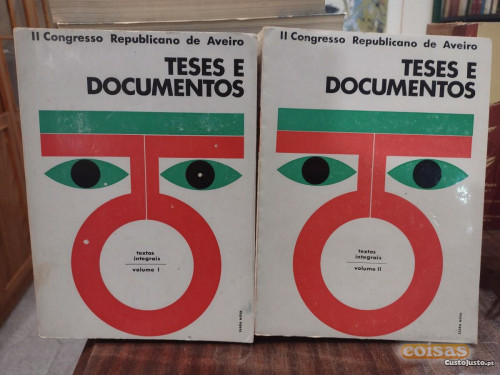 II Congresso Republicano de Aveiro
TESES E
DOCUMENTOS
textos
integrais
volume I
II Congresso Republicano de Aveiro
TESES E
DOCUMENTOS
textos
integrais
volume II
coisas
CustoJusto.pt